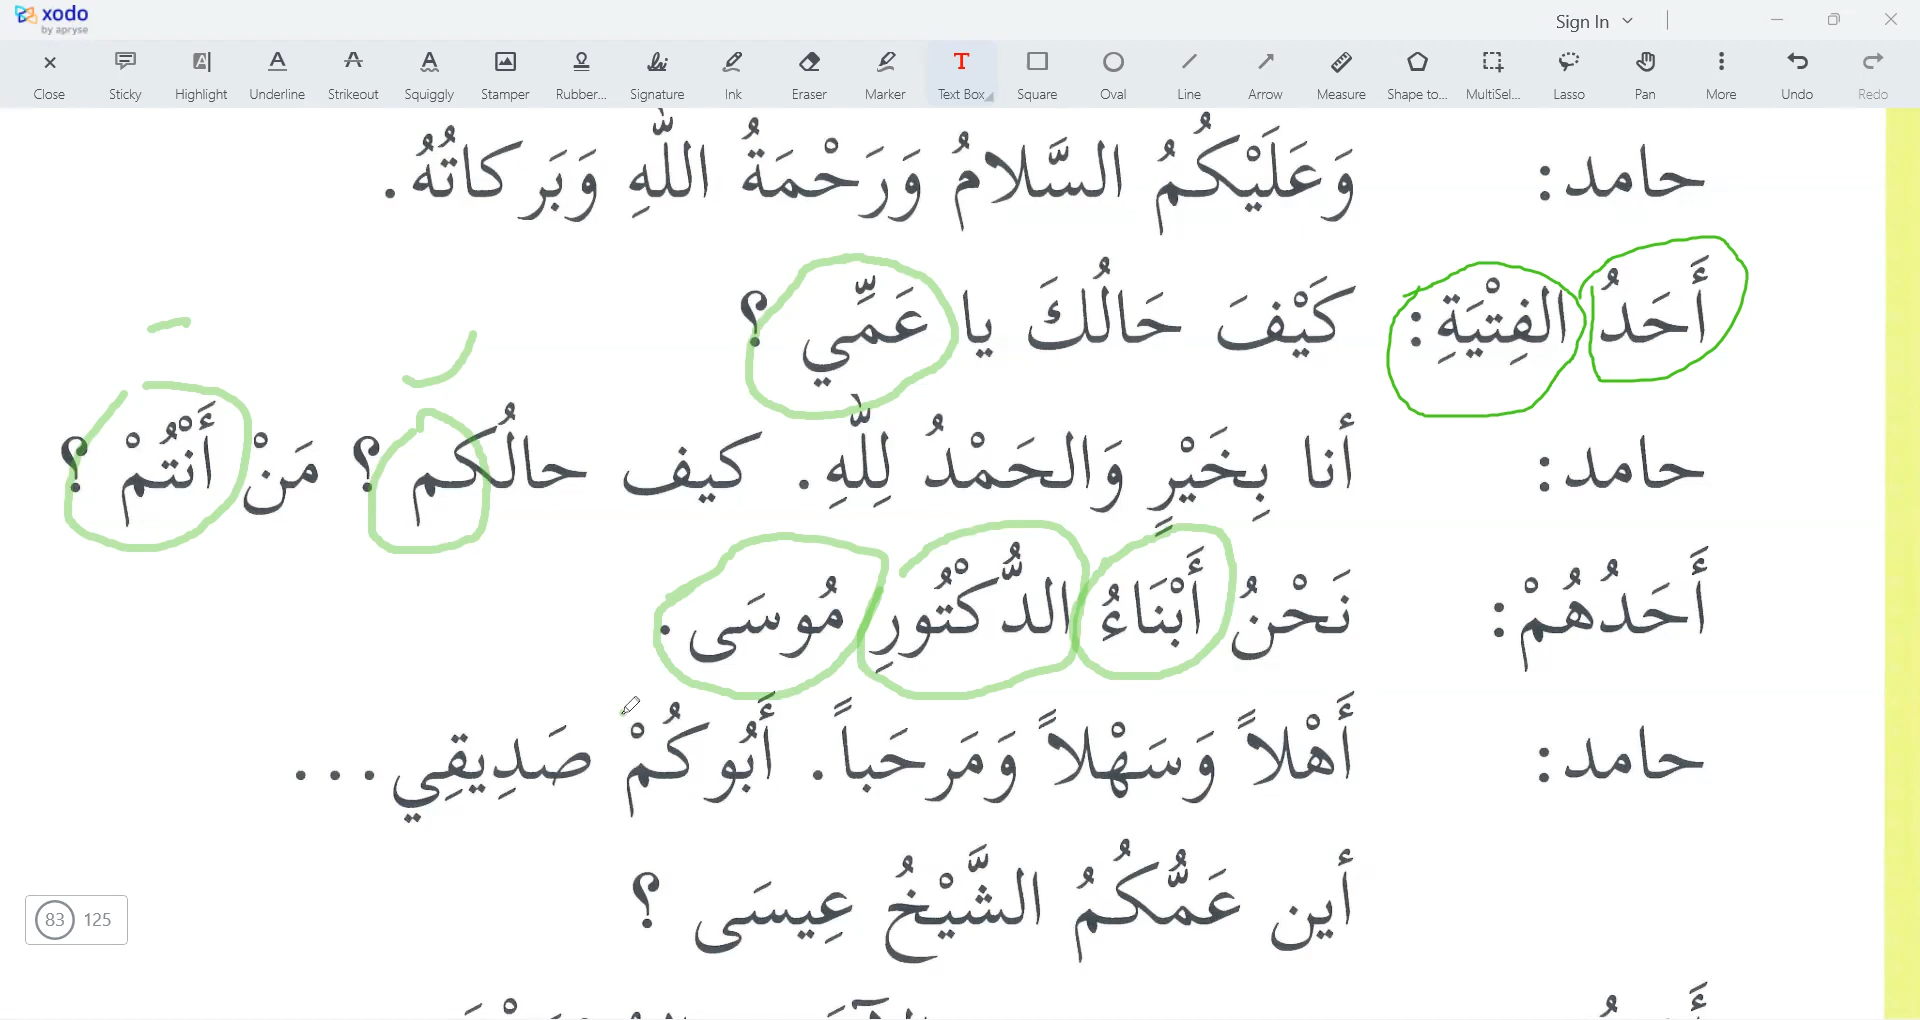 xodo
by apryse
Sign In
Close Sticky Highlight Underline Strikeout Squiggly Stamper Rubber... Signature Ink Eraser Marker Text Box Square Oval Line Arrow Measure Shape to... MultiSel... Lasso Pan More Undo Redo
حامد: وَعَلَيْكُمُ السَّلامُ وَرَحْمَةُ اللّٰهِ وَبَركاتُهُ.
أَحَدُ الفِتْيَةِ: كَيْفَ حَالُكَ يا عَمِّي ؟
حامد: أنا بِخَيْرٍ وَالحَمْدُ لِلّٰهِ. كيف حالُكم ؟ مَنْ أَنْتُمْ ؟
أَحَدُهُمْ: نَحْنُ أَبْنَاءُ الدُّكْتُورِ مُوسَى.
حامد: أَهْلاً وَسَهْلاً وَمَرحَباً. أَبُوكُمْ صَدِيقِي...
أين عَمُّكُمُ الشَّيْخُ عِيسَى ؟
83 125